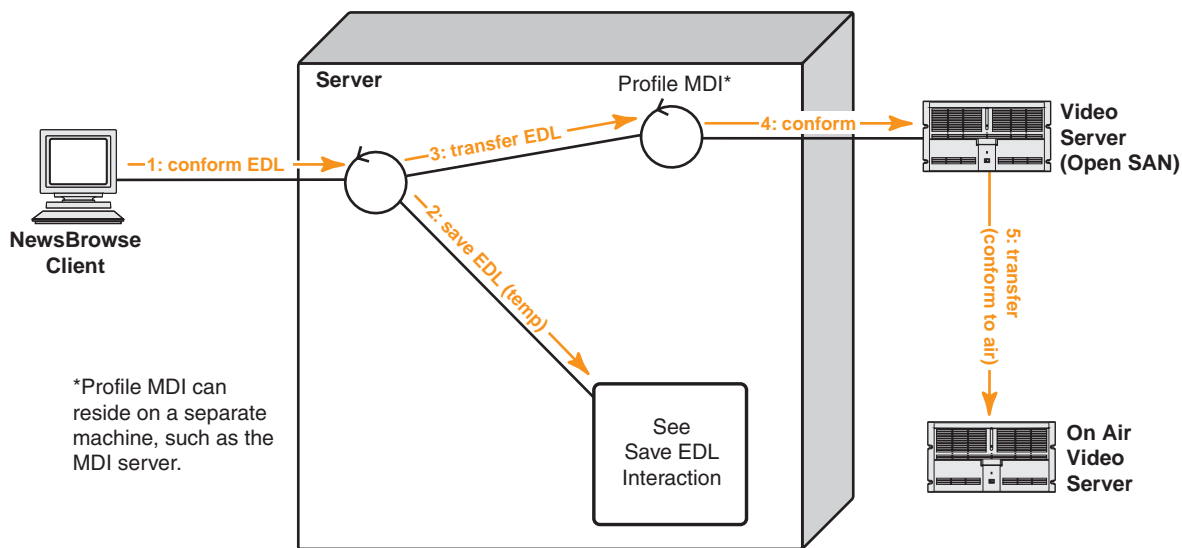 Server
Profile MDI*
1: conform EDL
3: transfer EDL
4: conform
2: save EDL (temp)
Video
Server
(Open SAN)
NewsBrowse
Client
5: transfer
(conform to air)
*Profile MDI can
reside on a separate
machine, such as the
MDI server.
See
Save EDL
Interaction
On Air
Video
Server